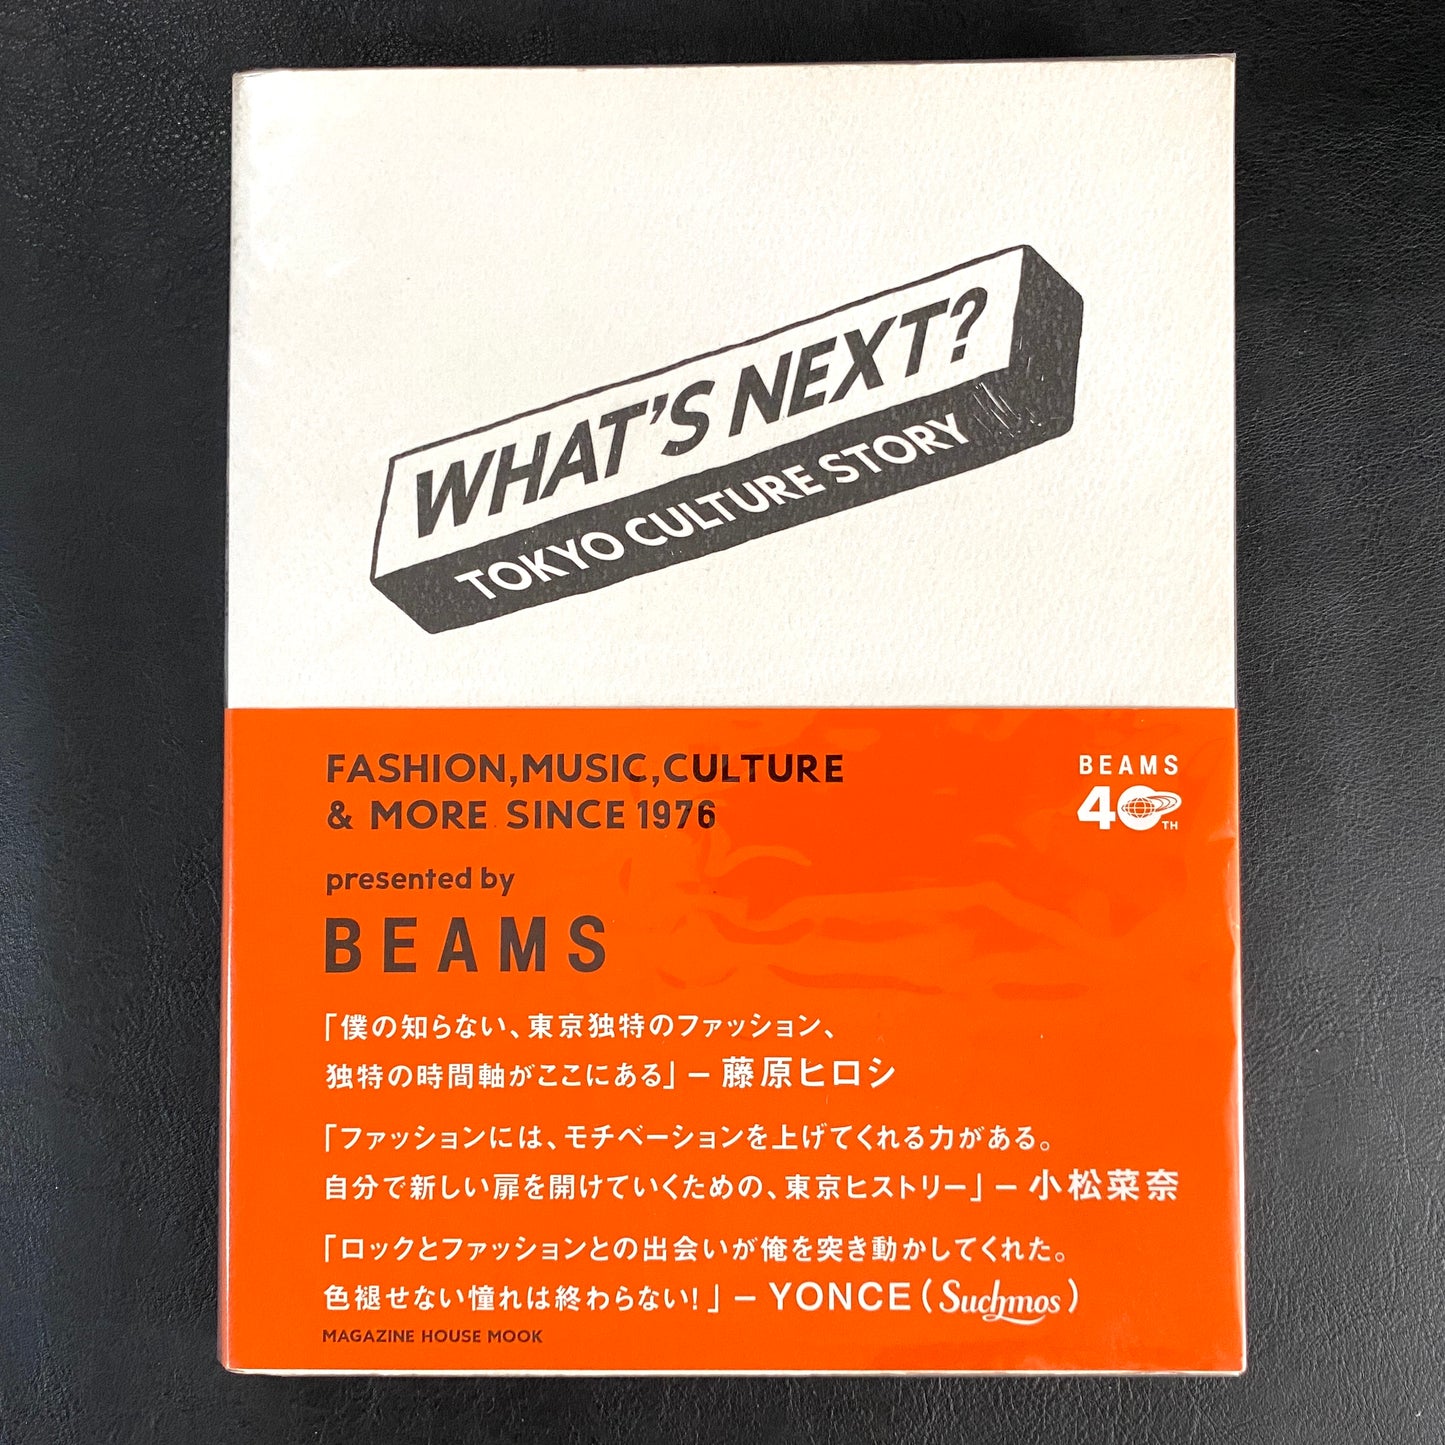 WHAT'S NEXT?
TOKYO CULTURE STORY
FASHION,MUSIC,CULTURE
& MORE SINCE 1976
BEAMS
40TH
presented by
BEAMS
「僕の知らない、東京独特のファッション、
独特の時間軸がここにある」– 藤原ヒロシ
「ファッションには、モチベーションを上げてくれる力がある。
自分で新しい扉を開けていくための、東京ヒストリー」– 小松菜奈
「ロックとファッションとの出会いが俺を突き動かしてくれた。
色褪せない憧れは終わらない!」– YONCE(Suchmos)
MAGAZINE HOUSE MOOK